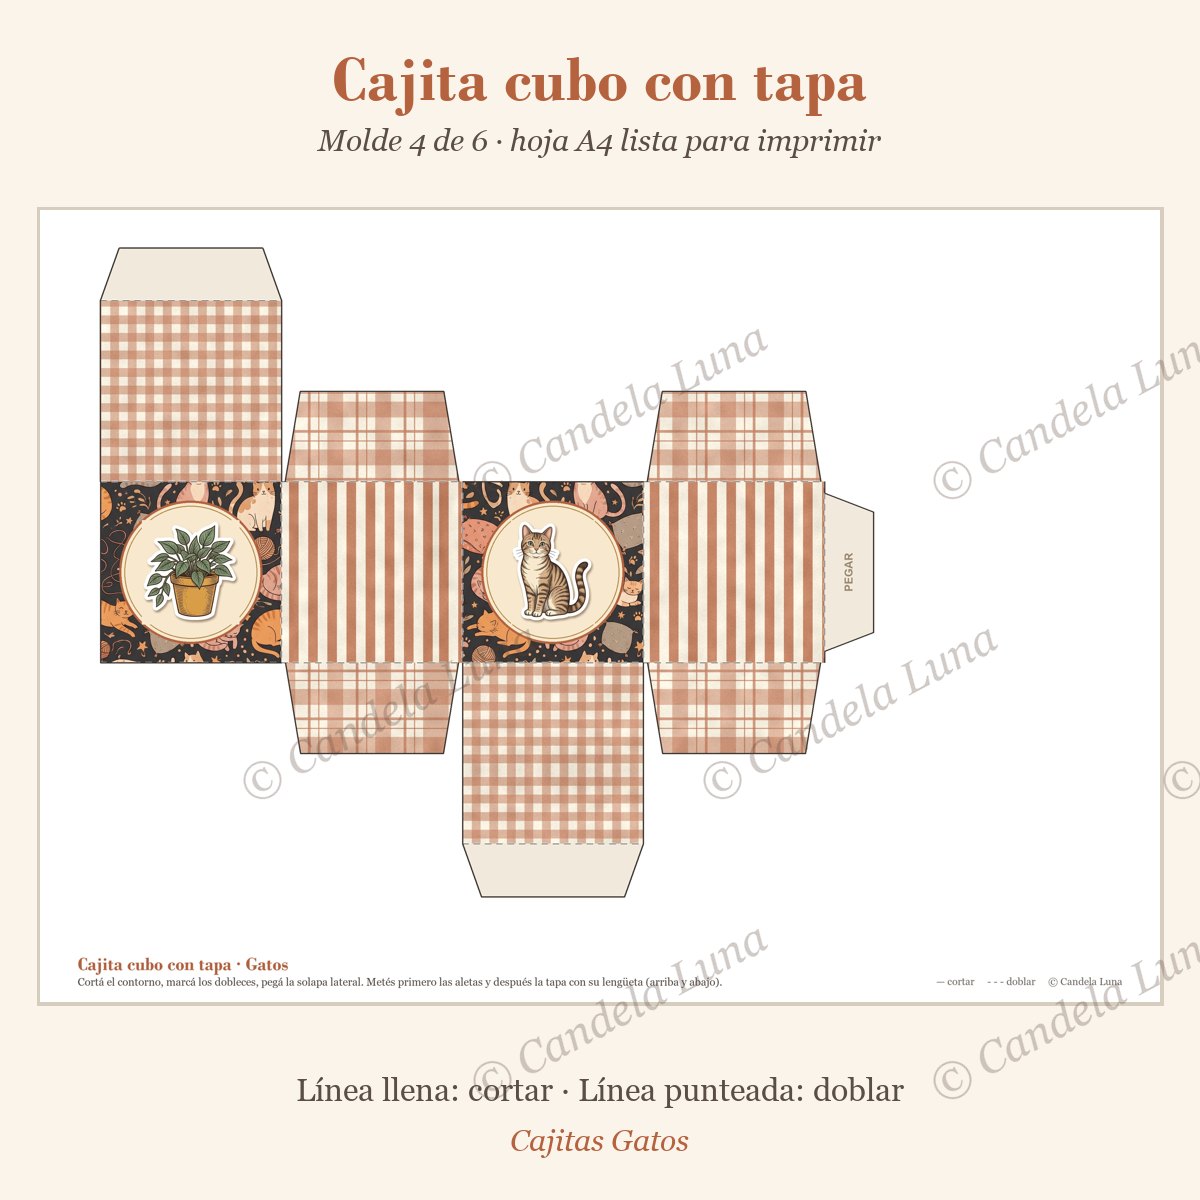 Cajita cubo con tapa
Molde 4 de 6 · hoja A4 lista para imprimir
© Candela Luna
© Candela Lun
PEGAR
© Candela Luna
© Candela Luna
©
Cajita cubo con tapa · Gatos
Cortá el contorno, marcá los dobleces, pegá la solapa lateral. Metés primero las aletas y después la tapa con su lengüeta (arriba y abajo).
— cortar - - - doblar © Candela Luna
© Candela Luna
© Candela Lun
Línea llena: cortar · Línea punteada: doblar
Cajitas Gatos